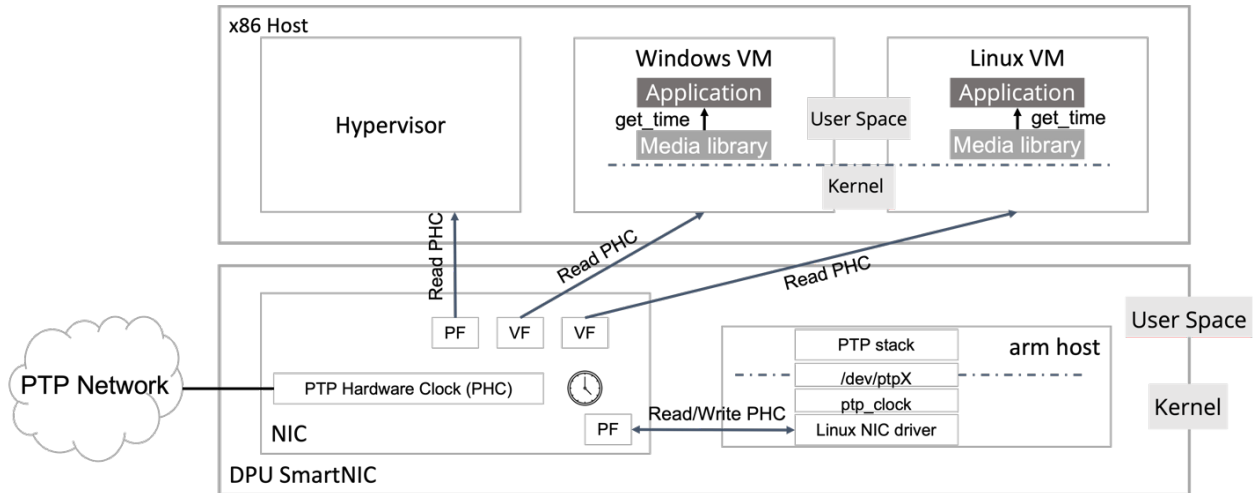 x86 Host
Hypervisor
Windows VM
Application
get_time
Media library
User Space
Kernel
Linux VM
Application
get_time
Media library
Read PHC
Read PHC
Read PHC
PTP Network
PF
VF
VF
PTP Hardware Clock (PHC)
NIC
PF
Read/Write PHC
DPU SmartNIC
arm host
PTP stack
/dev/ptpX
ptp_clock
Linux NIC driver
User Space
Kernel